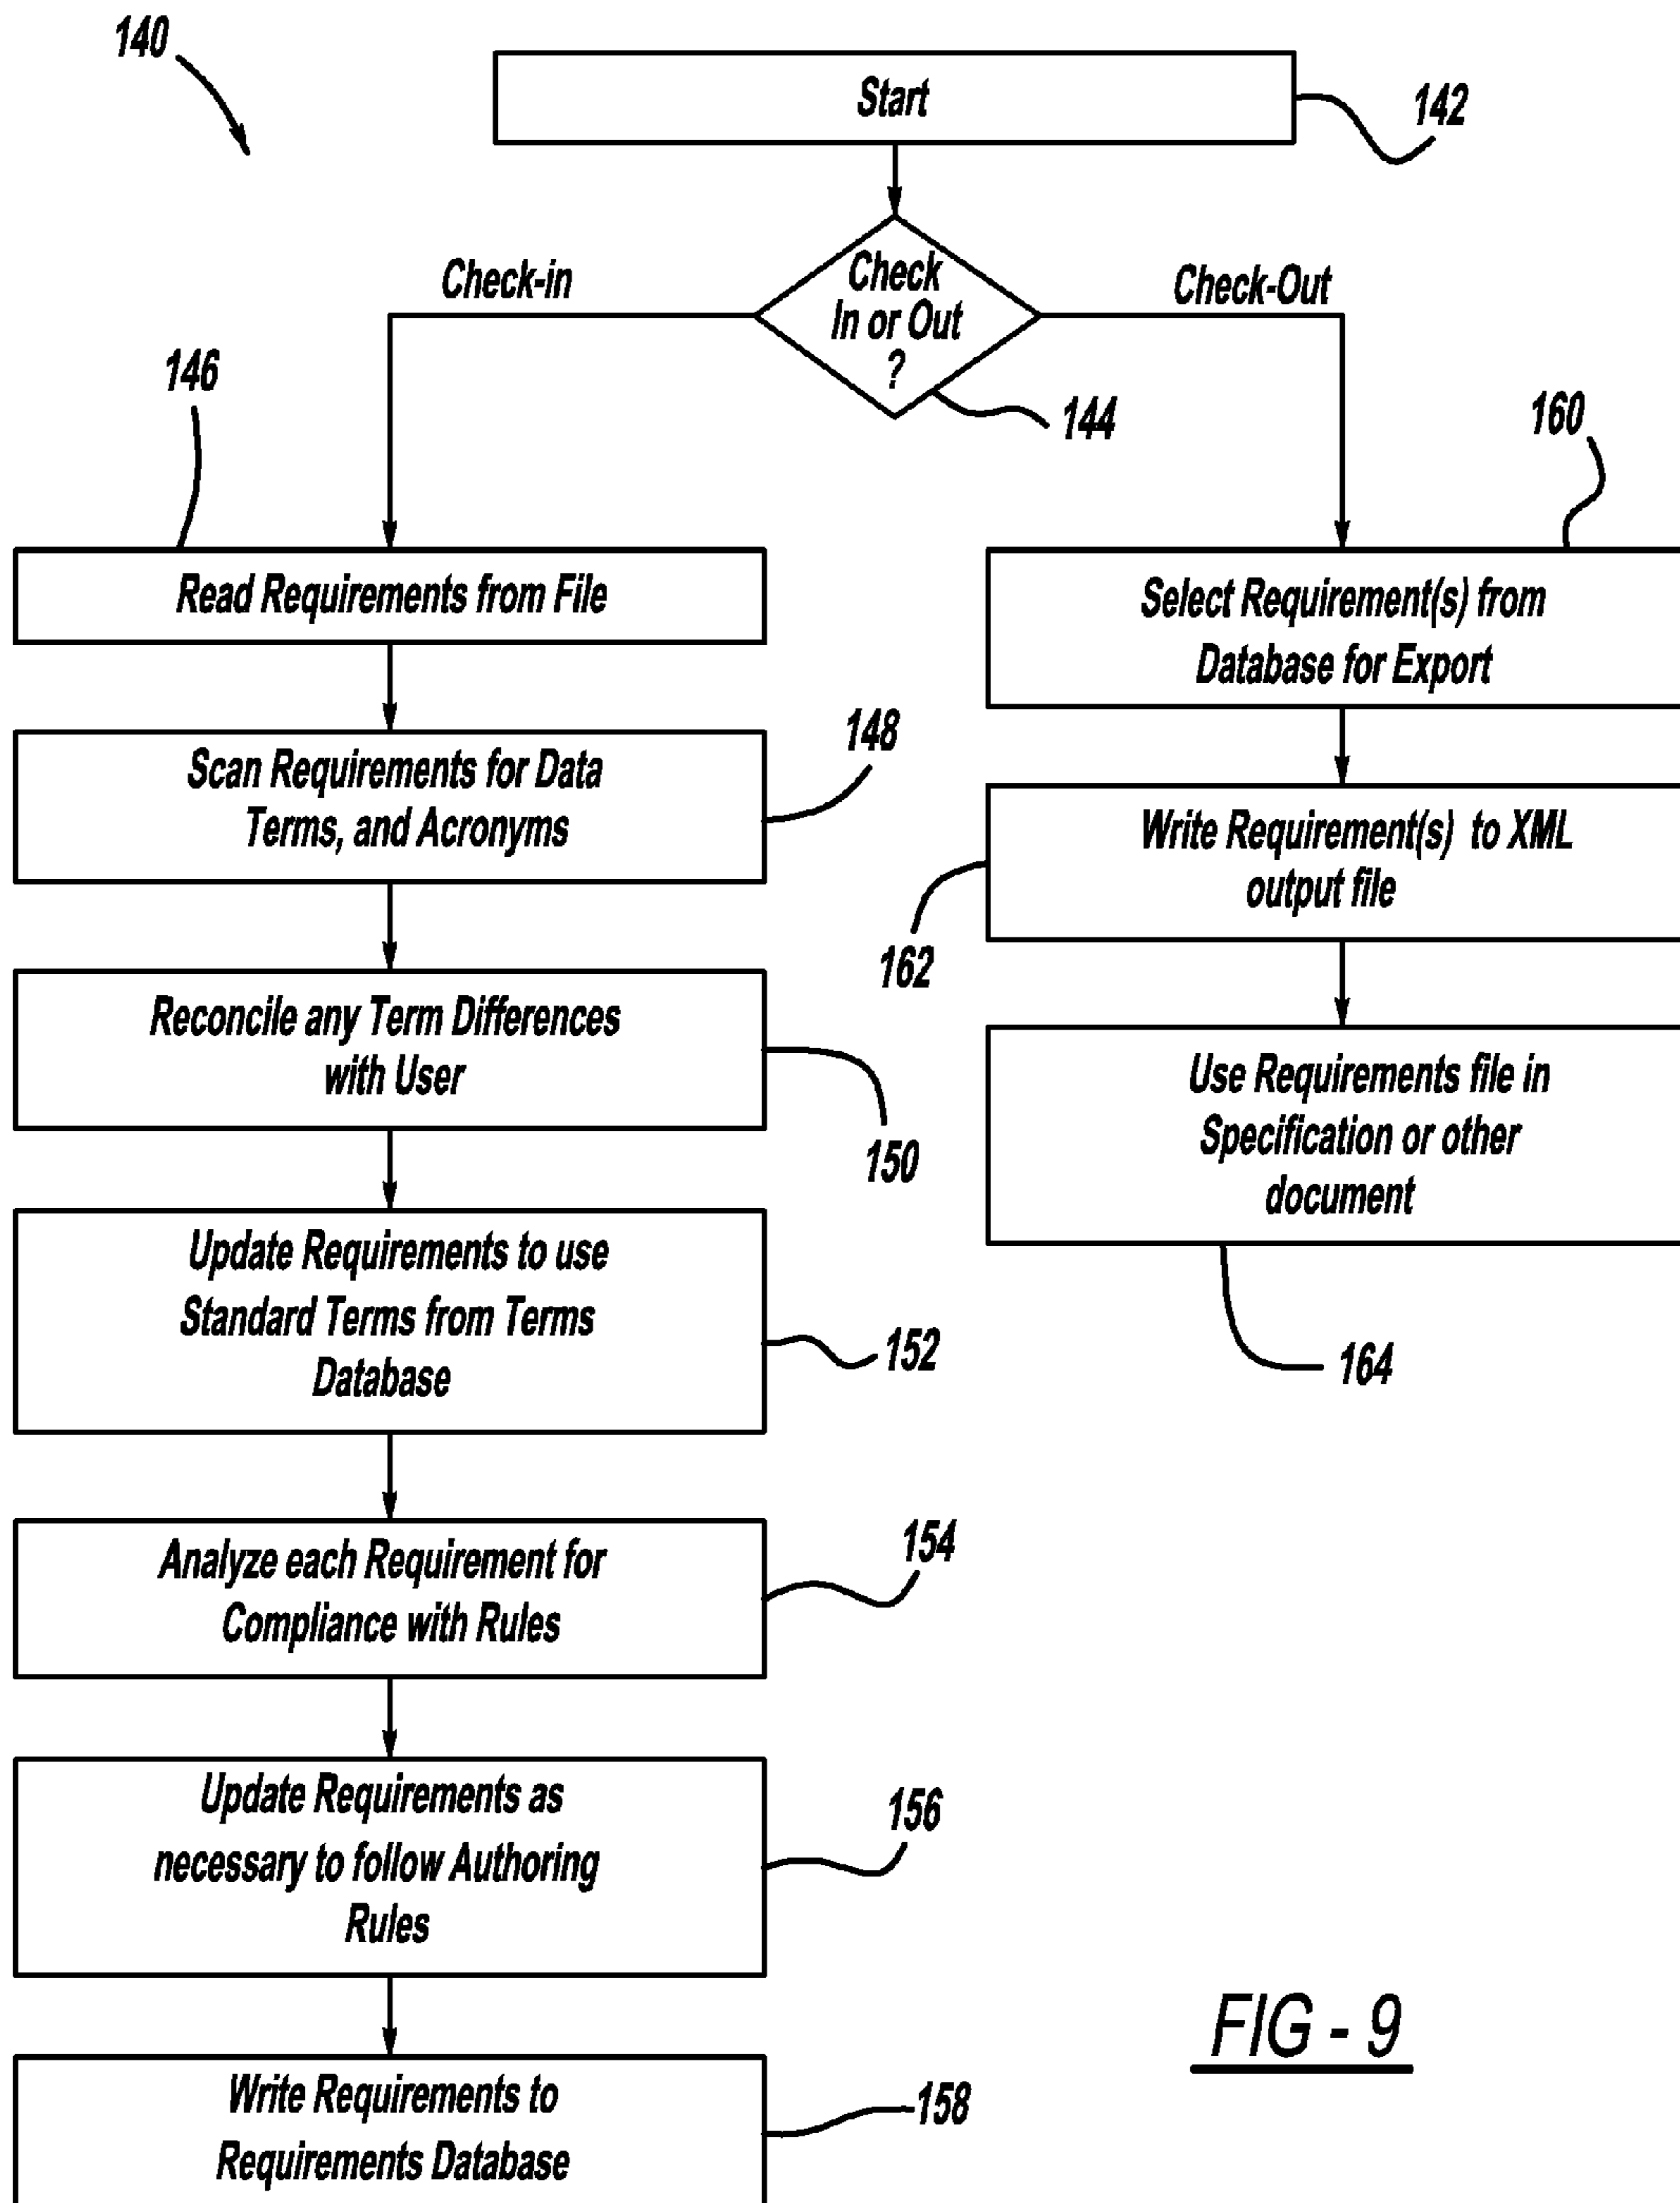 140
Start
142
Check
In or Out
?
144
Check-in
Check-Out
146
Read Requirements from File
Scan Requirements for Data
Terms, and Acronyms
148
Reconcile any Term Differences
with User
150
Update Requirements to use
Standard Terms from Terms
Database
152
Analyze each Requirement for
Compliance with Rules
154
Update Requirements as
necessary to follow Authoring
Rules
156
Write Requirements to
Requirements Database
158
160
Select Requirement(s) from
Database for Export
Write Requirement(s) to XML
output file
162
Use Requirements file in
Specification or other
document
164
FIG - 9